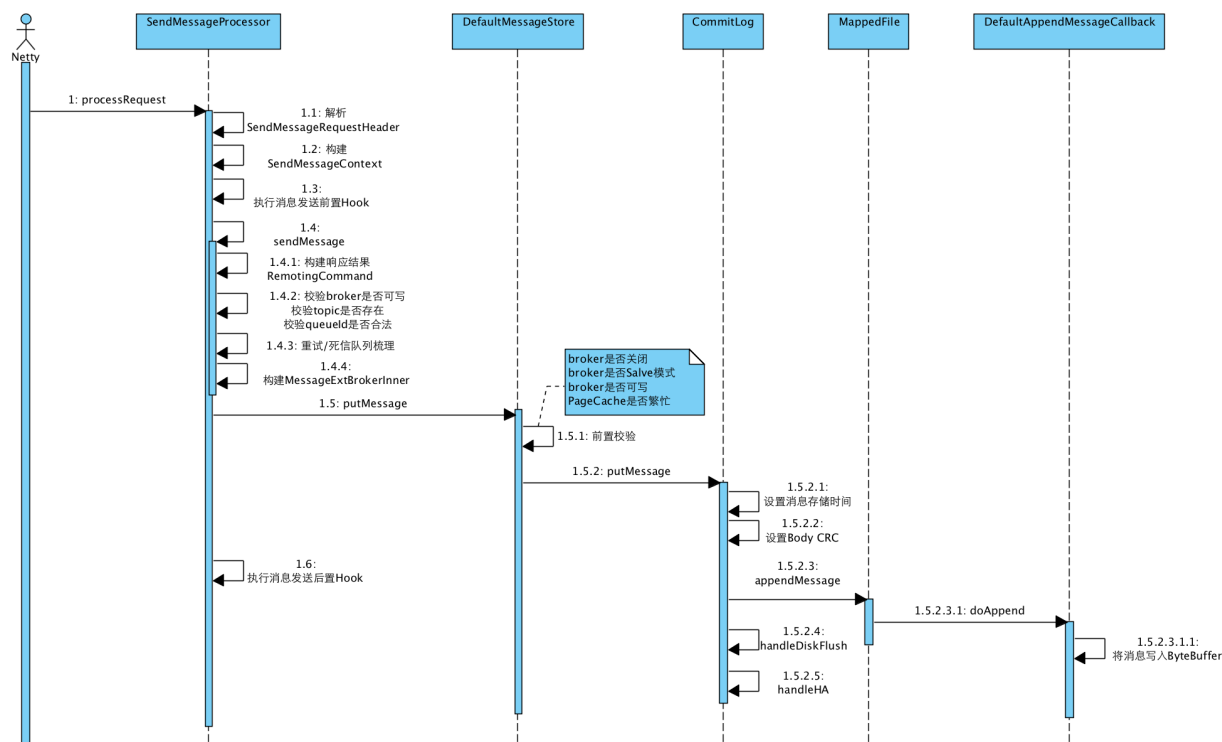 SendMessageProcessor
DefaultMessageStore
CommitLog
MappedFile
DefaultAppendMessageCallback
Netty
1: processRequest
1.1: 解析
SendMessageRequestHeader
1.2: 构建
SendMessageContext
1.3:
执行消息发送前置Hook
1.4:
sendMessage
1.4.1: 构建响应结果
RemotingCommand
1.4.2: 校验broker是否可写
校验topic是否存在
校验queueId是否合法
1.4.3: 重试/死信队列梳理
1.4.4:
构建MessageExtBrokerInner
broker是否关闭
broker是否Salve模式
broker是否可写
PageCache是否繁忙
1.5: putMessage
1.5.1: 前置校验
1.5.2: putMessage
1.5.2.1:
设置消息存储时间
1.5.2.2:
设置Body CRC
1.6:
执行消息发送后置Hook
1.5.2.3:
appendMessage
1.5.2.3.1: doAppend
1.5.2.4:
handleDiskFlush
1.5.2.3.1.1:
将消息写入ByteBuffer
1.5.2.5:
handleHA